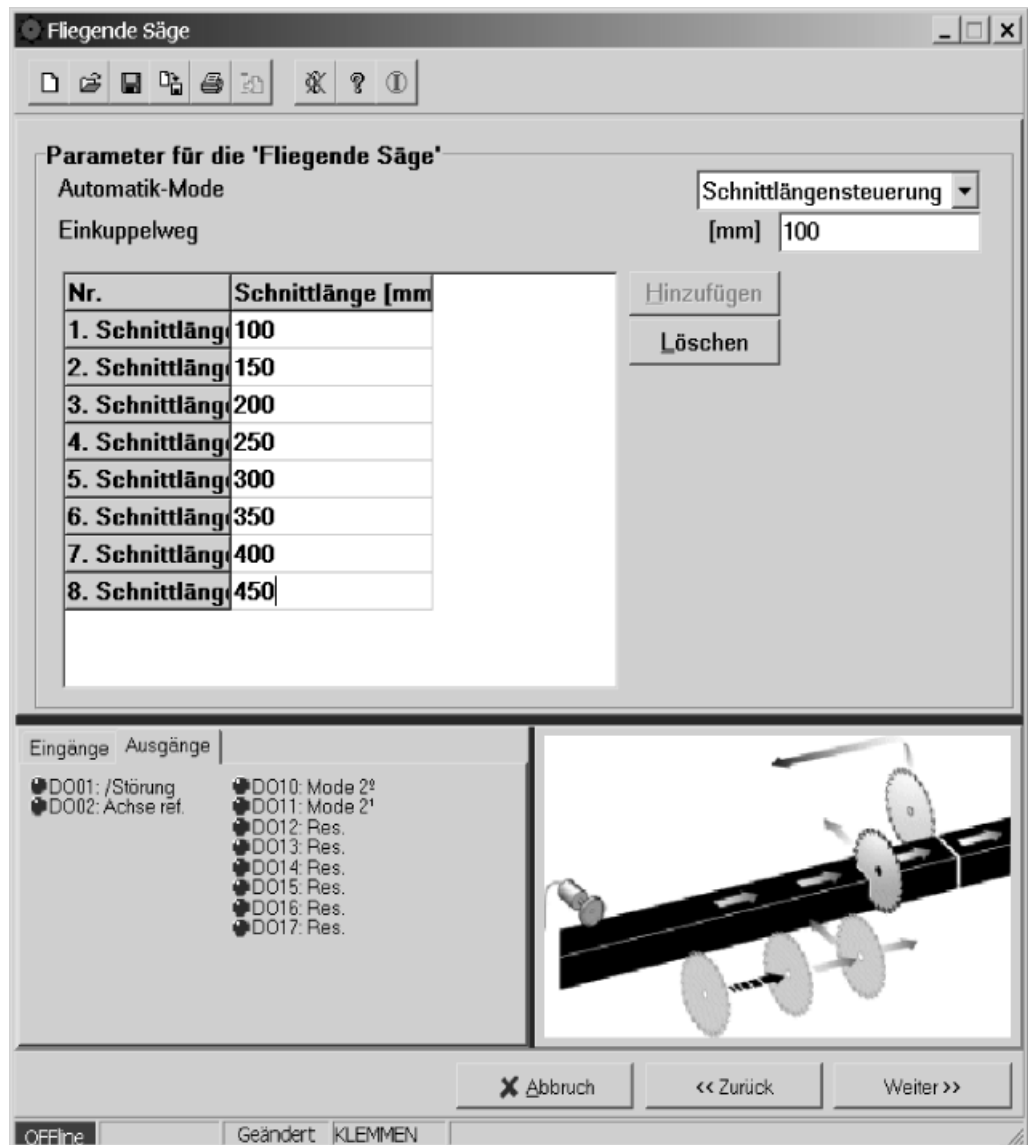 Fliegende Säge
Parameter für die 'Fliegende Säge'
Automatik-Mode Schnittlängensteuerung
Einkuppelweg [mm] 100
Nr. Schnittlänge [mm
1. Schnittläng 100
2. Schnittläng 150
3. Schnittläng 200
4. Schnittläng 250
5. Schnittläng 300
6. Schnittläng 350
7. Schnittläng 400
8. Schnittläng 450
Hinzufügen
Löschen
Eingänge Ausgänge
DO01: /Störung
DO02: Achse ref.
DO10: Mode 2º
DO11: Mode 2¹
DO12: Res.
DO13: Res.
DO14: Res.
DO15: Res.
DO16: Res.
DO17: Res.
Abbruch << Zurück Weiter >>
OFFline Geändert KLEMMEN